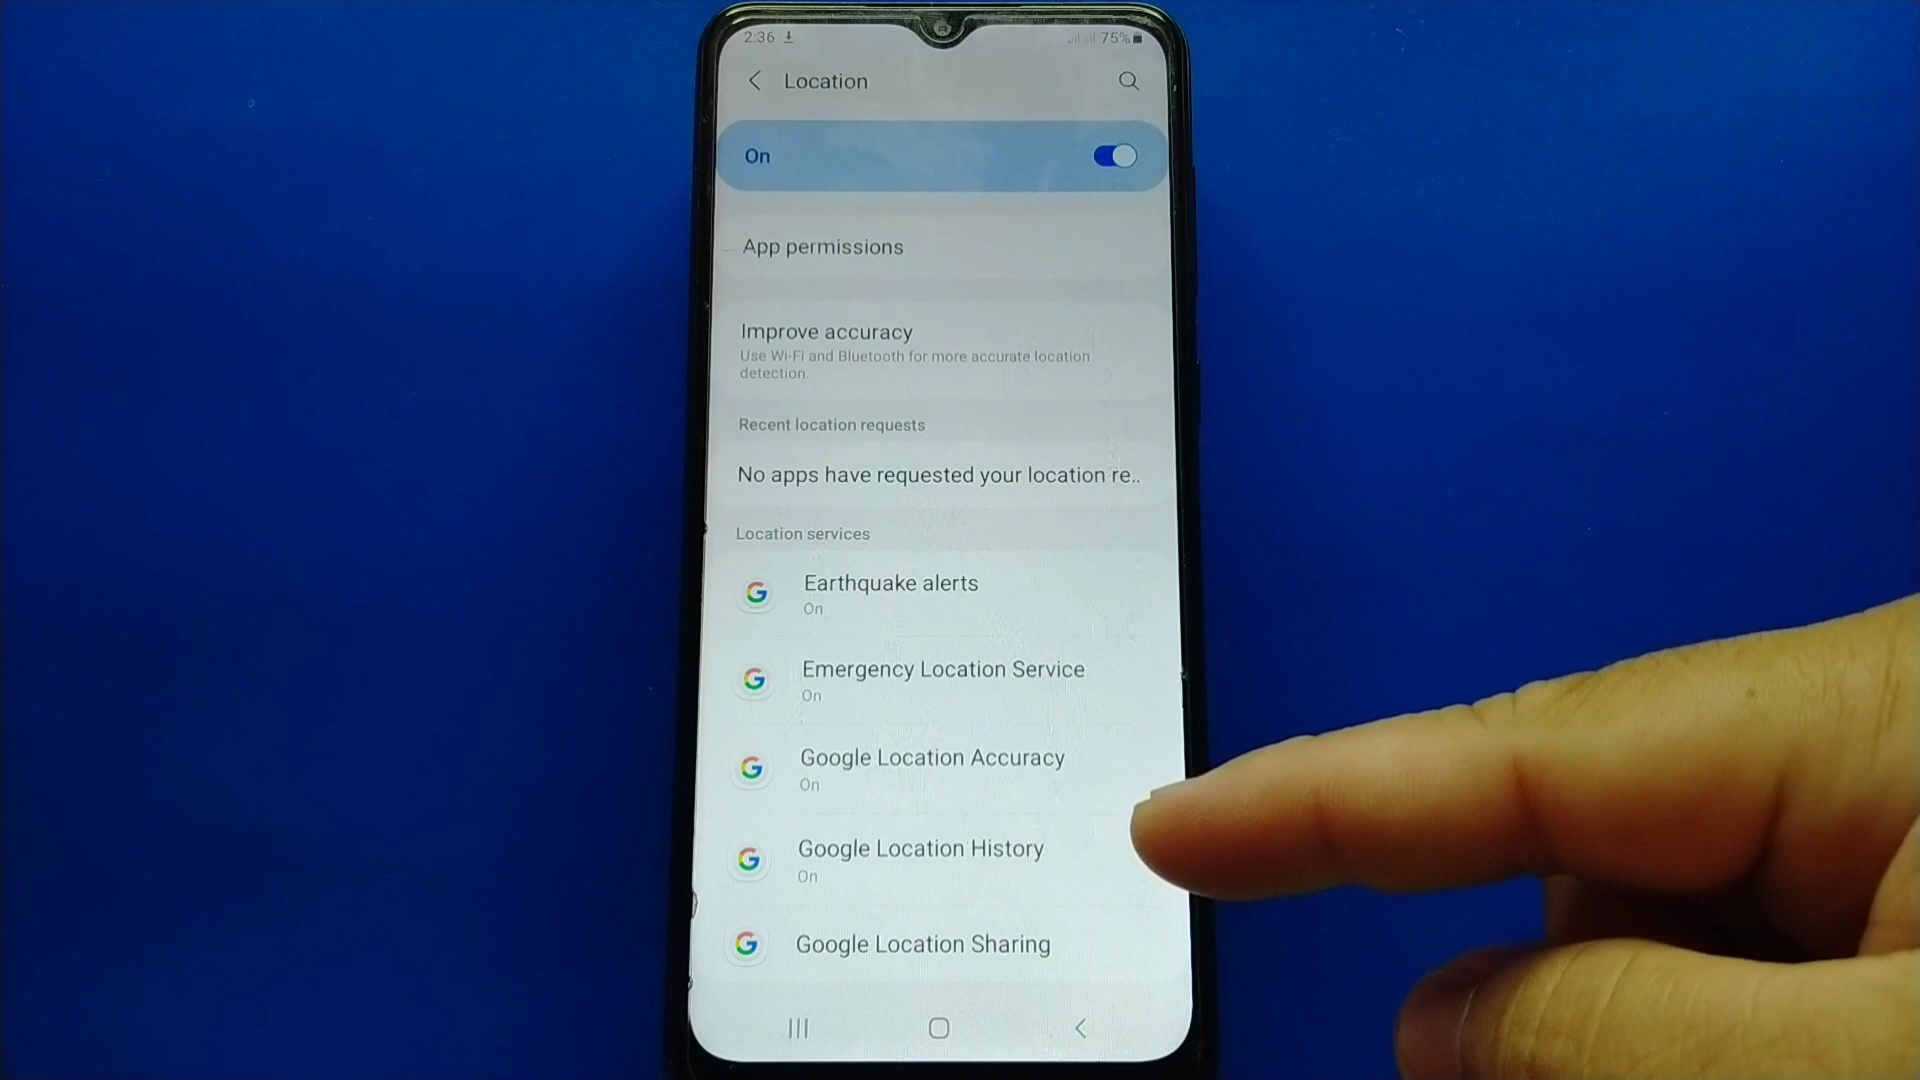 2:36
75%
Location
On
App permissions
Improve accuracy
Use Wi-Fi and Bluetooth for more accurate location
detection.
Recent location requests
No apps have requested your location re..
Location services
Earthquake alerts
On
Emergency Location Service
On
Google Location Accuracy
On
Google Location History
On
Google Location Sharing